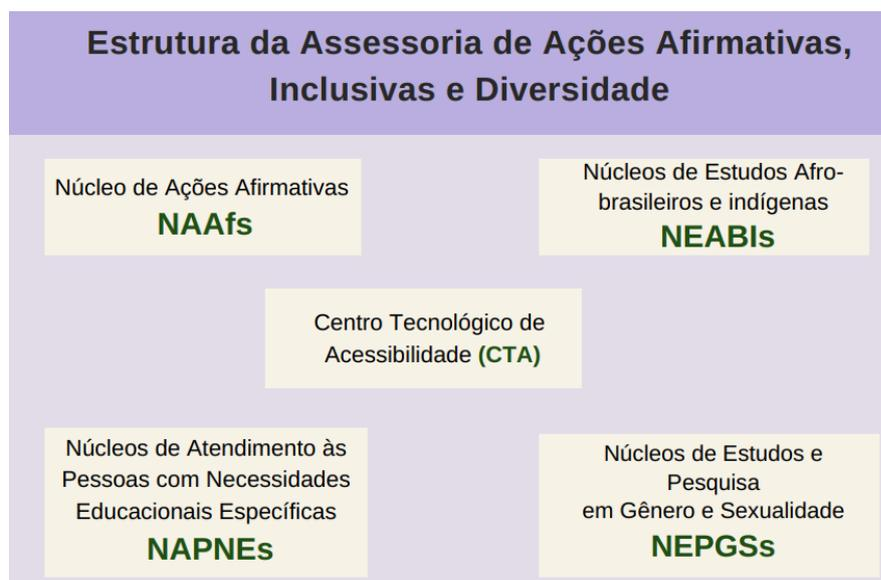 Estrutura da Assessoria de Ações Afirmativas,
Inclusivas e Diversidade
Núcleo de Ações Afirmativas
NAAfs
Núcleos de Estudos Afro-
brasileiros e indígenas
NEABIs
Centro Tecnológico de
Acessibilidade (CTA)
Núcleos de Atendimento às
Pessoas com Necessidades
Educacionais Específicas
NAPNEs
Núcleos de Estudos e
Pesquisa
em Gênero e Sexualidade
NEPGSs